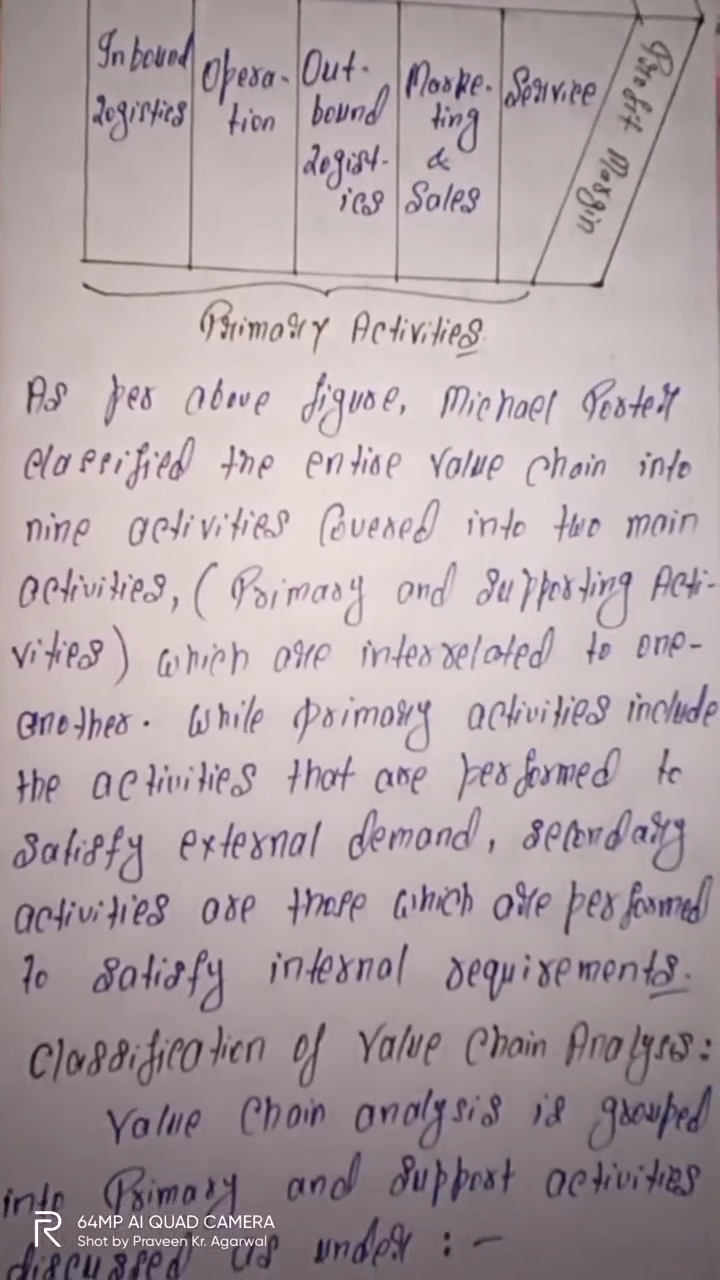 Inbound
Logistics
Opera-
tion
Out-
bound
Logist-
ics
Marke-
ting
&
Sales
Service
Profit Margin
Primary Activities
As per above figure, Michael Porter
classified the entire value chain into
nine activities Covered into two main
activities, (Primary and Supporting Acti-
vities) which are interrelated to one-
another. While primary activities include
the activities that are performed to
satisfy external demand, secondary
activities are those which are performed
To satisfy internal requirements.
Classification of Value Chain Analysis:
Value Chain analysis is grouped
into Primary and Support activities
discussed as under :-
64MP AI QUAD CAMERA
Shot by Praveen Kr. Agarwal